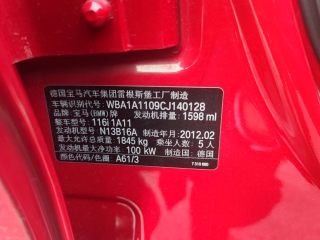 德国宝马汽车集团雷根斯堡工厂制造
车辆识别代号: WBA1A1109CJ140128
品牌: 宝马(BMW)牌 发动机排量: 1598 ml
整车型号: 116i 1A11
发动机型号: N13B16A 年月: 2012.02
最大允许总质量: 1845 kg 乘坐人数: 5 人
发动机最大净功率: 100 kW 制造国: 德国
颜色代码/色调 A61/3